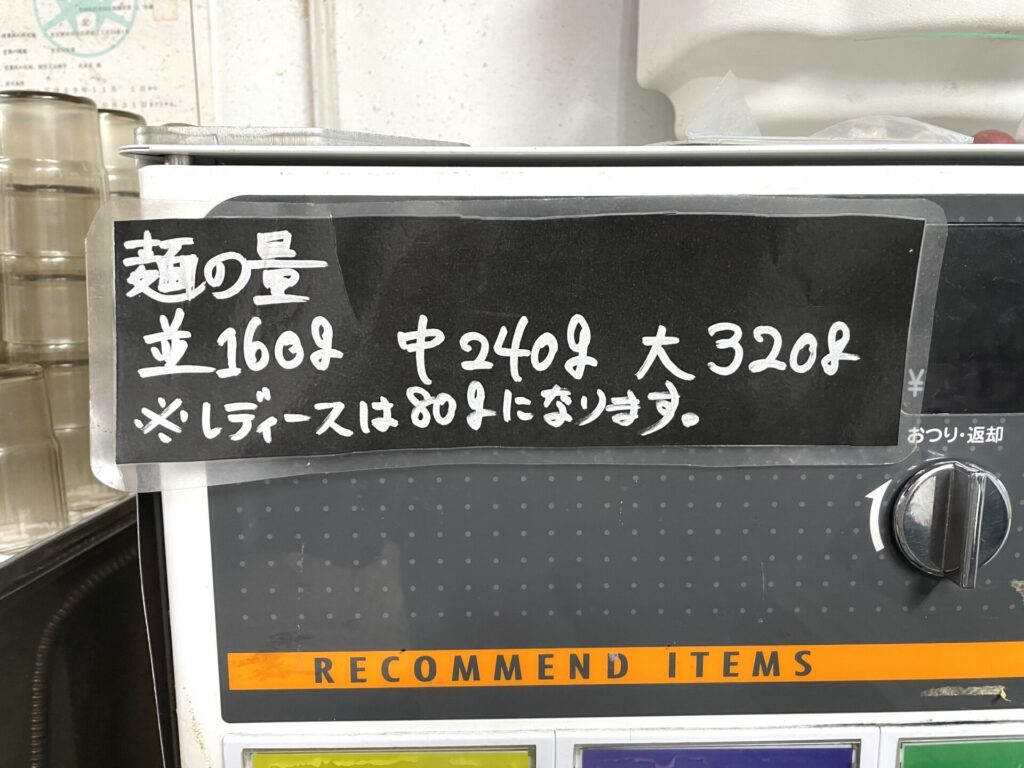 麺の量
並160g 中240g 大320g
※レディースは80gになります。
¥
おつり・返却
RECOMMEND ITEMS